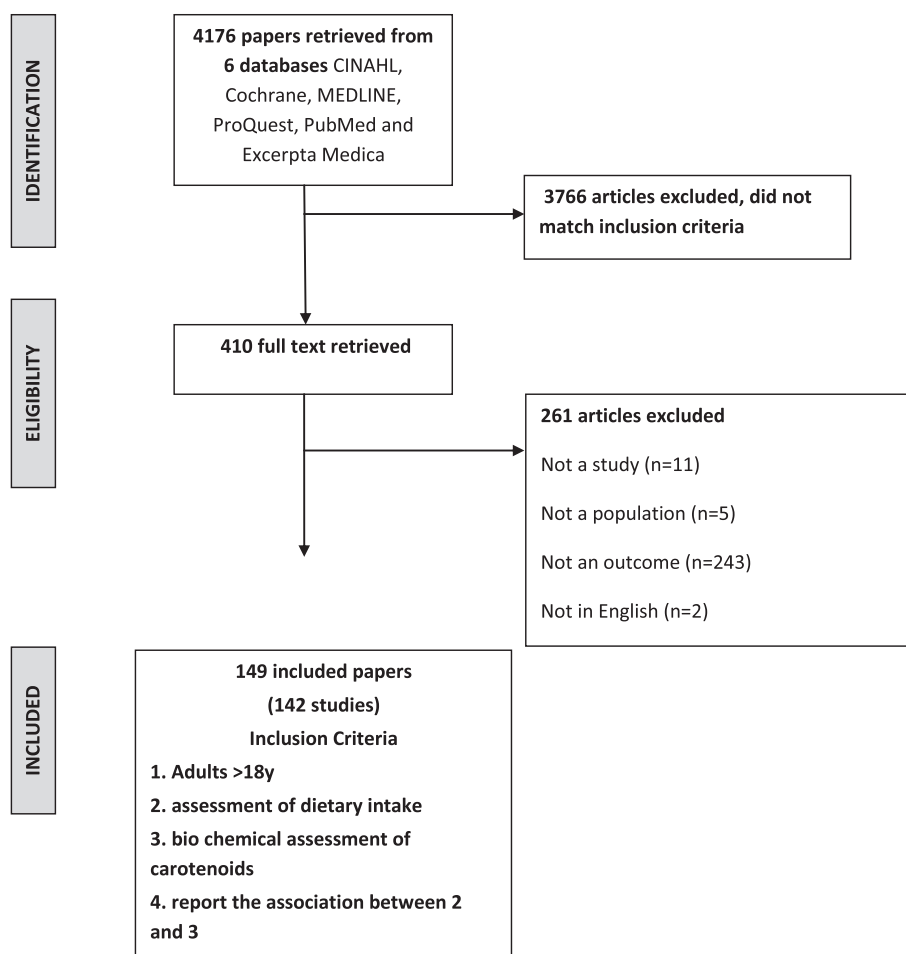 IDENTIFICATION
4176 papers retrieved from
6 databases CINAHL,
Cochrane, MEDLINE,
ProQuest, PubMed and
Excerpta Medica
3766 articles excluded, did not
match inclusion criteria
ELIGIBILITY
410 full text retrieved
261 articles excluded
Not a study (n=11)
Not a population (n=5)
Not an outcome (n=243)
Not in English (n=2)
INCLUDED
149 included papers
(142 studies)
Inclusion Criteria
1. Adults >18y
2. assessment of dietary intake
3. bio chemical assessment of
carotenoids
4. report the association between 2
and 3